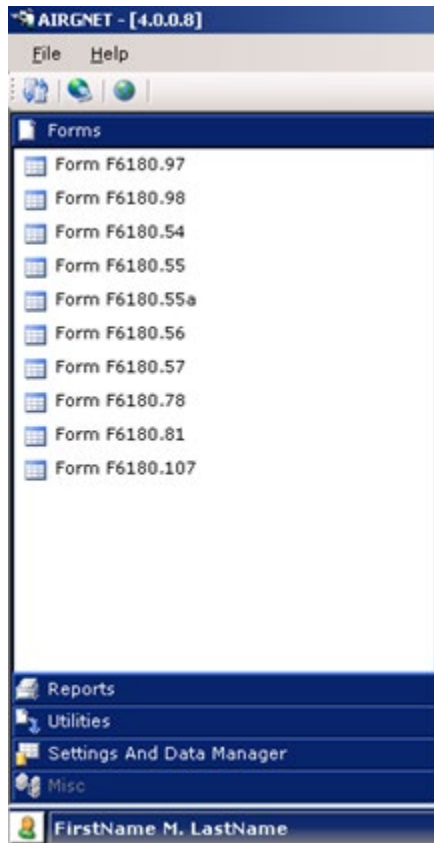 AIRGNET - [4.0.0.8]
File Help
Forms
Form F6180.97
Form F6180.98
Form F6180.54
Form F6180.55
Form F6180.55a
Form F6180.56
Form F6180.57
Form F6180.78
Form F6180.81
Form F6180.107
Reports
Utilities
Settings And Data Manager
Misc
FirstName M. LastName